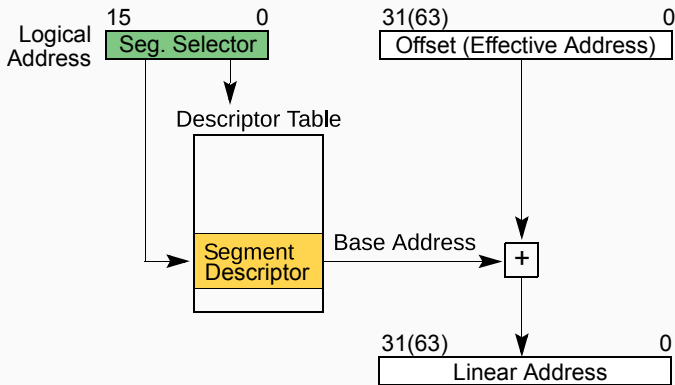 15 0
31(63) 0
Logical
Address
Seg. Selector
Offset (Effective Address)
Descriptor Table
Segment
Descriptor
Base Address
+
31(63) 0
Linear Address